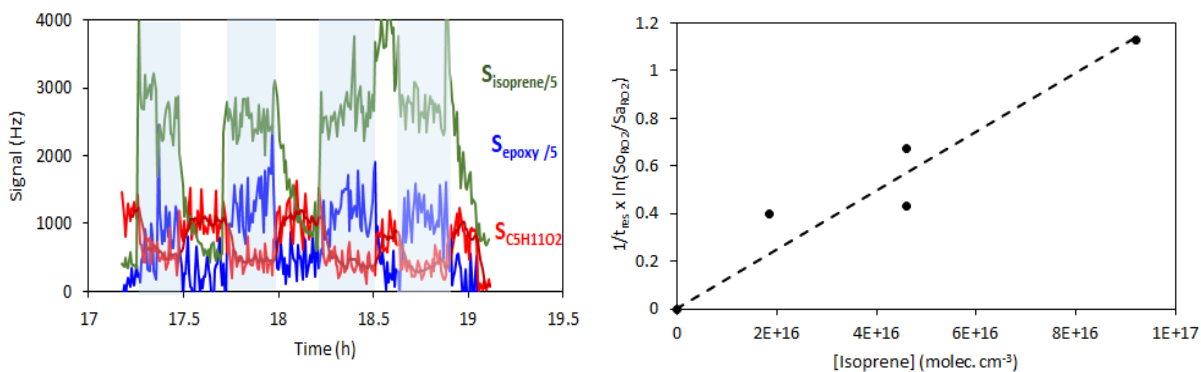 4000
3000
2000
1000
0
Signal (Hz)
17
17.5
18
18.5
19
19.5
Time (h)
Sisoprene/5
Sepoxy /5
SC5H11O2
1.2
1
0.8
0.6
0.4
0.2
0
1/tres x ln(SoRO2/SaRO2)
0
2E+16
4E+16
6E+16
8E+16
1E+17
[Isoprene] (molec. cm-3)